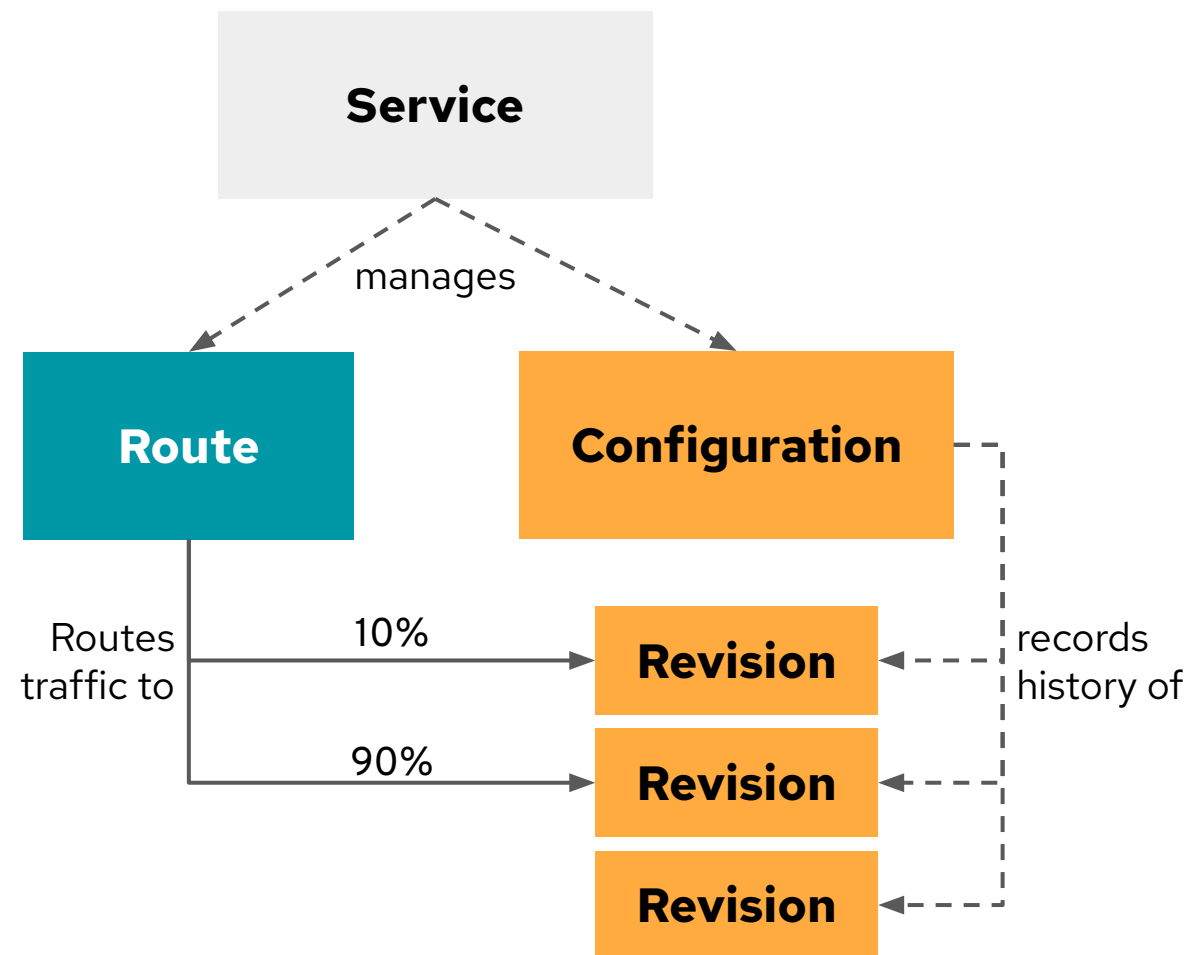 Service
manages
Route
Configuration
Routes
traffic to
10%
90%
Revision
Revision
Revision
records
history of